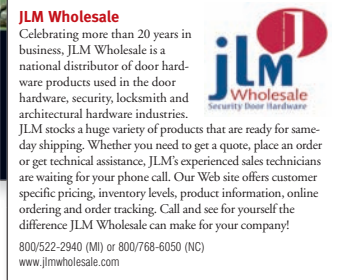 JLM Wholesale
Celebrating more than 20 years in
business, JLM Wholesale is a
national distributor of door hard-
ware products used in the door
hardware, security, locksmith and
architectural hardware industries.
jLM
Wholesale
Security Door Hardware
JLM stocks a huge variety of products that are ready for same-
day shipping. Whether you need to get a quote, place an order
or get technical assistance, JLM's experienced sales technicians
are waiting for your phone call. Our Web site offers customer
specific pricing, inventory levels, product information, online
ordering and order tracking. Call and see for yourself the
difference JLM Wholesale can make for your company!
800/522-2940 (MI) or 800/768-6050 (NC)
www.jlmwholesale.com